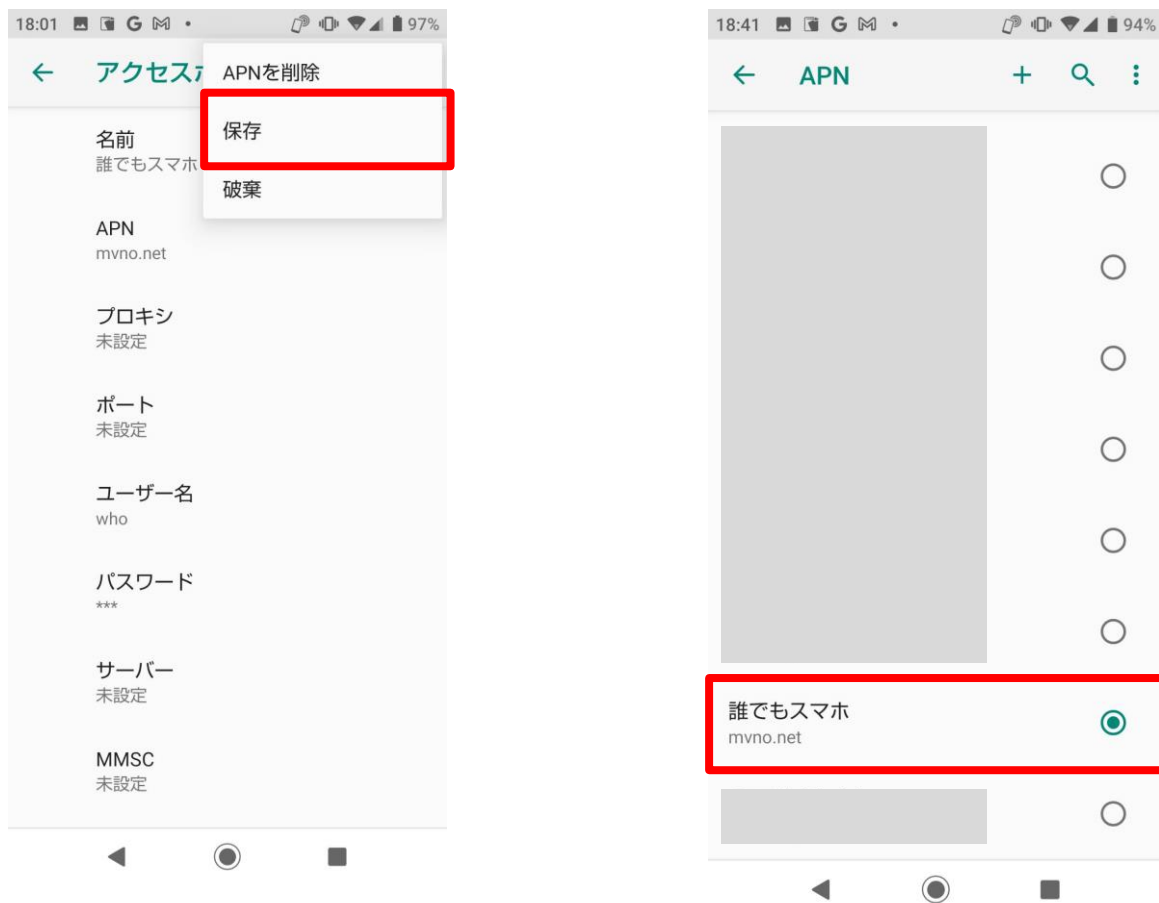 18:01
97%
アクセスポ
APNを削除
保存
破棄
名前
誰でもスマホ
APN
mvno.net
プロキシ
未設定
ポート
未設定
ユーザー名
who
パスワード
***
サーバー
未設定
MMSC
未設定
18:41
94%
APN
誰でもスマホ
mvno.net